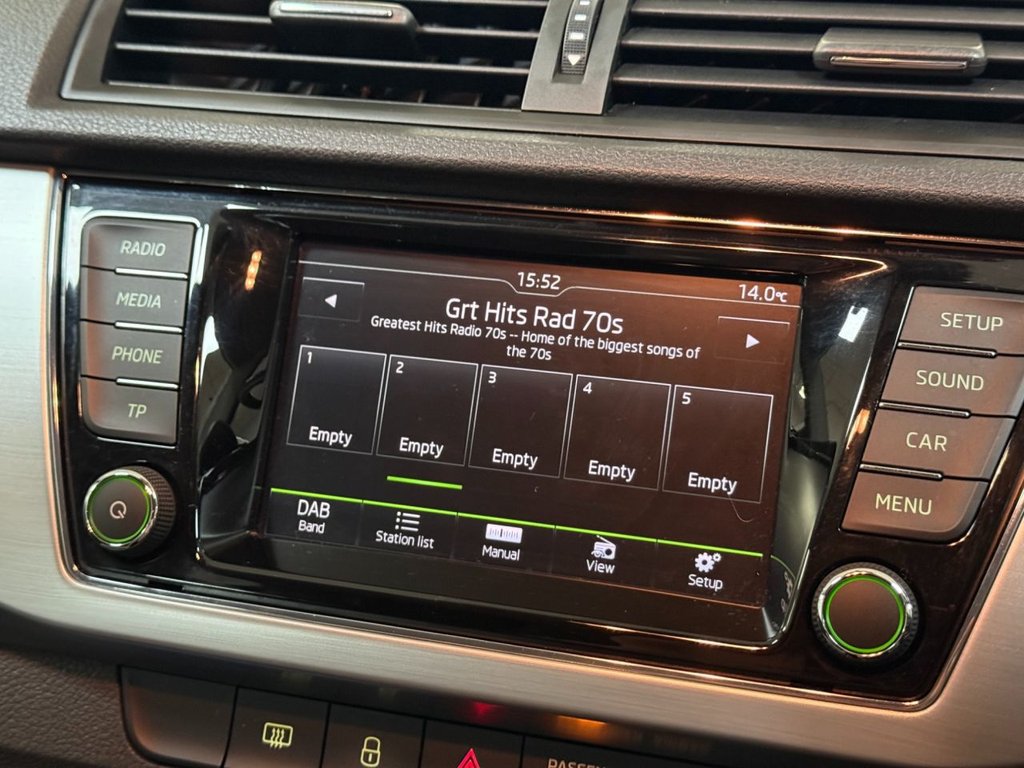 15:52
14.0°C
Grt Hits Rad 70s
Greatest Hits Radio 70s -- Home of the biggest songs of
the 70s
1
2
3
4
5
Empty
Empty
Empty
Empty
Empty
DAB
Band
Station list
Manual
View
Setup
RADIO
MEDIA
PHONE
TP
SETUP
SOUND
CAR
MENU